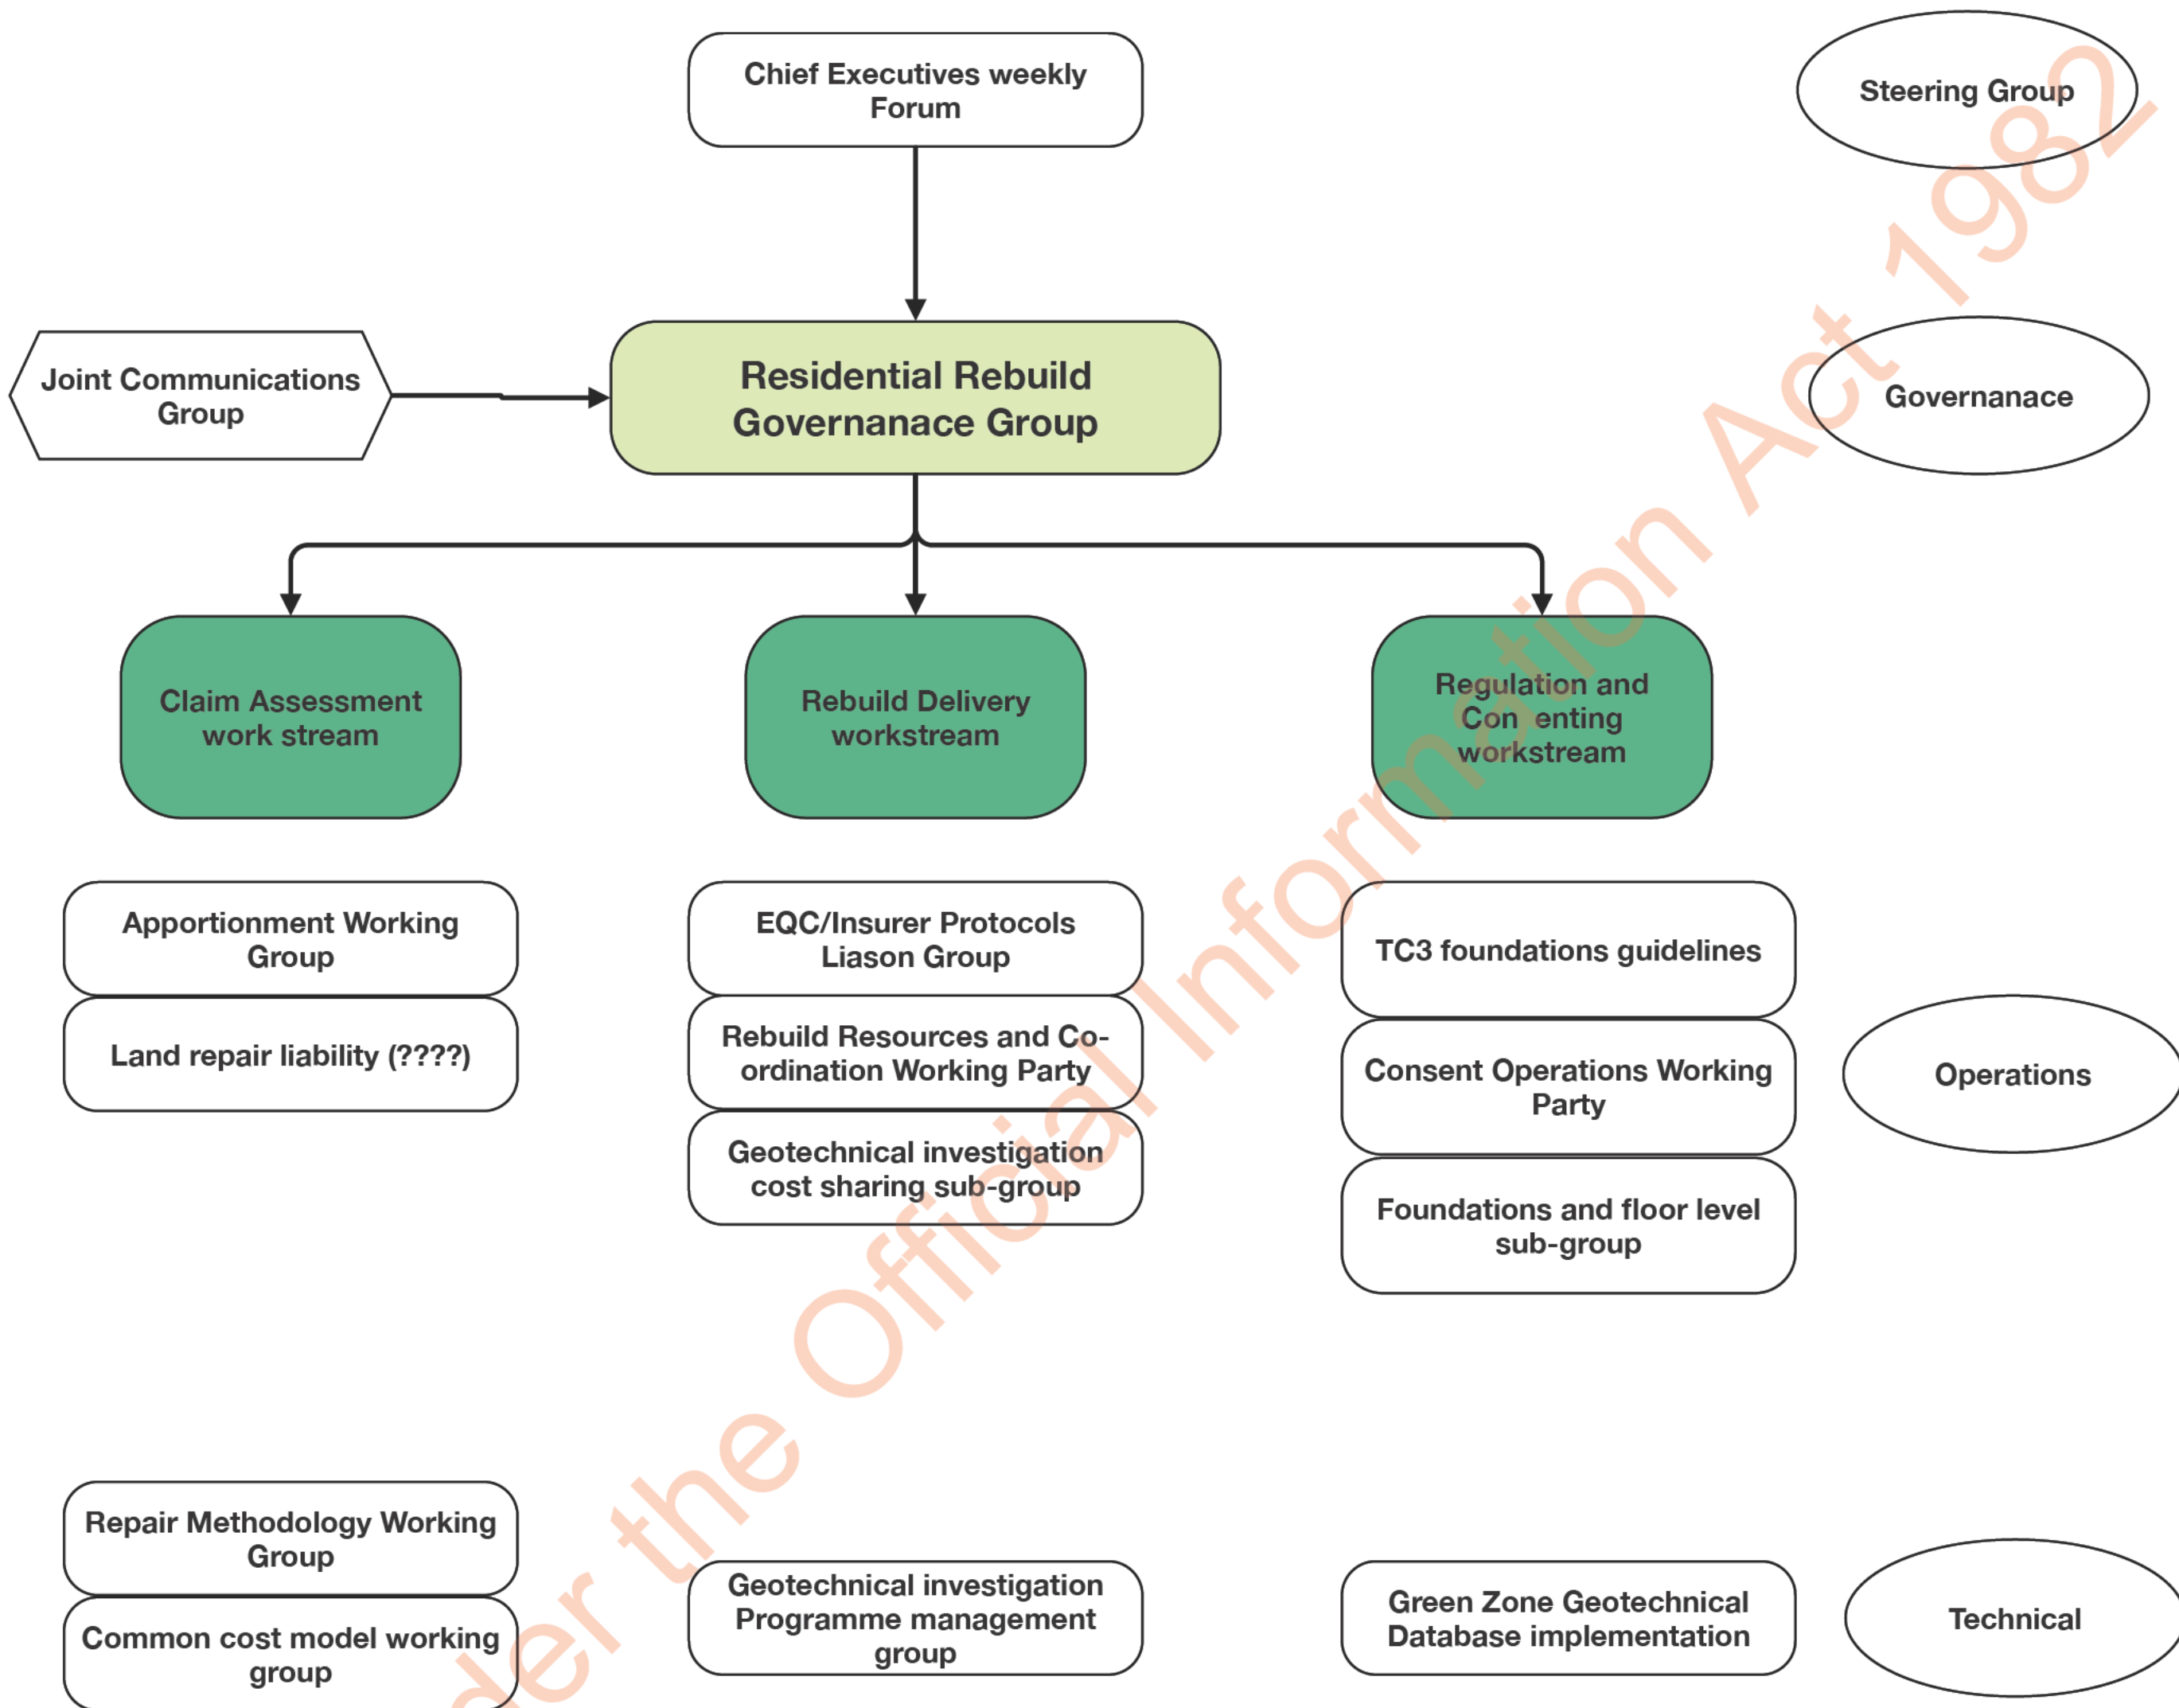 Chief Executives weekly
Forum
Steering Group
Joint Communications
Group
Residential Rebuild
Governanace Group
Governanace
Claim Assessment
work stream
Rebuild Delivery
workstream
Regulation and
Con enting
workstream
Apportionment Working
Group
Land repair liability (????)
EQC/Insurer Protocols
Liason Group
Rebuild Resources and Co-
ordination Working Party
Geotechnical investigation
cost sharing sub-group
TC3 foundations guidelines
Consent Operations Working
Party
Foundations and floor level
sub-group
Operations
Repair Methodology Working
Group
Common cost model working
group
Geotechnical investigation
Programme management
group
Green Zone Geotechnical
Database implementation
Technical
der the Official Information Act 1982